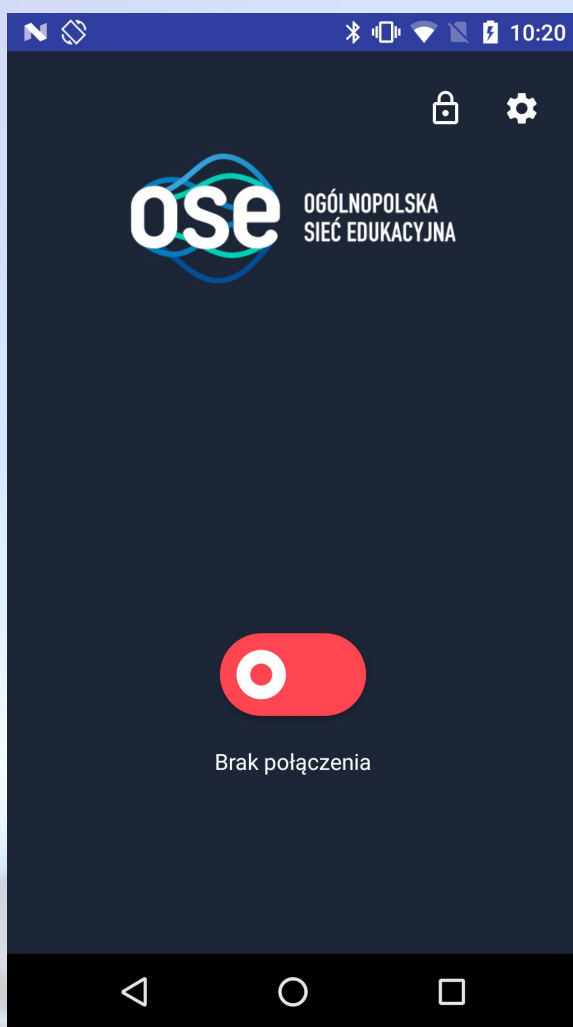 10:20
ose
OGÓLNOPOLSKA
SIEĆ EDUKACYJNA
Brak połączenia